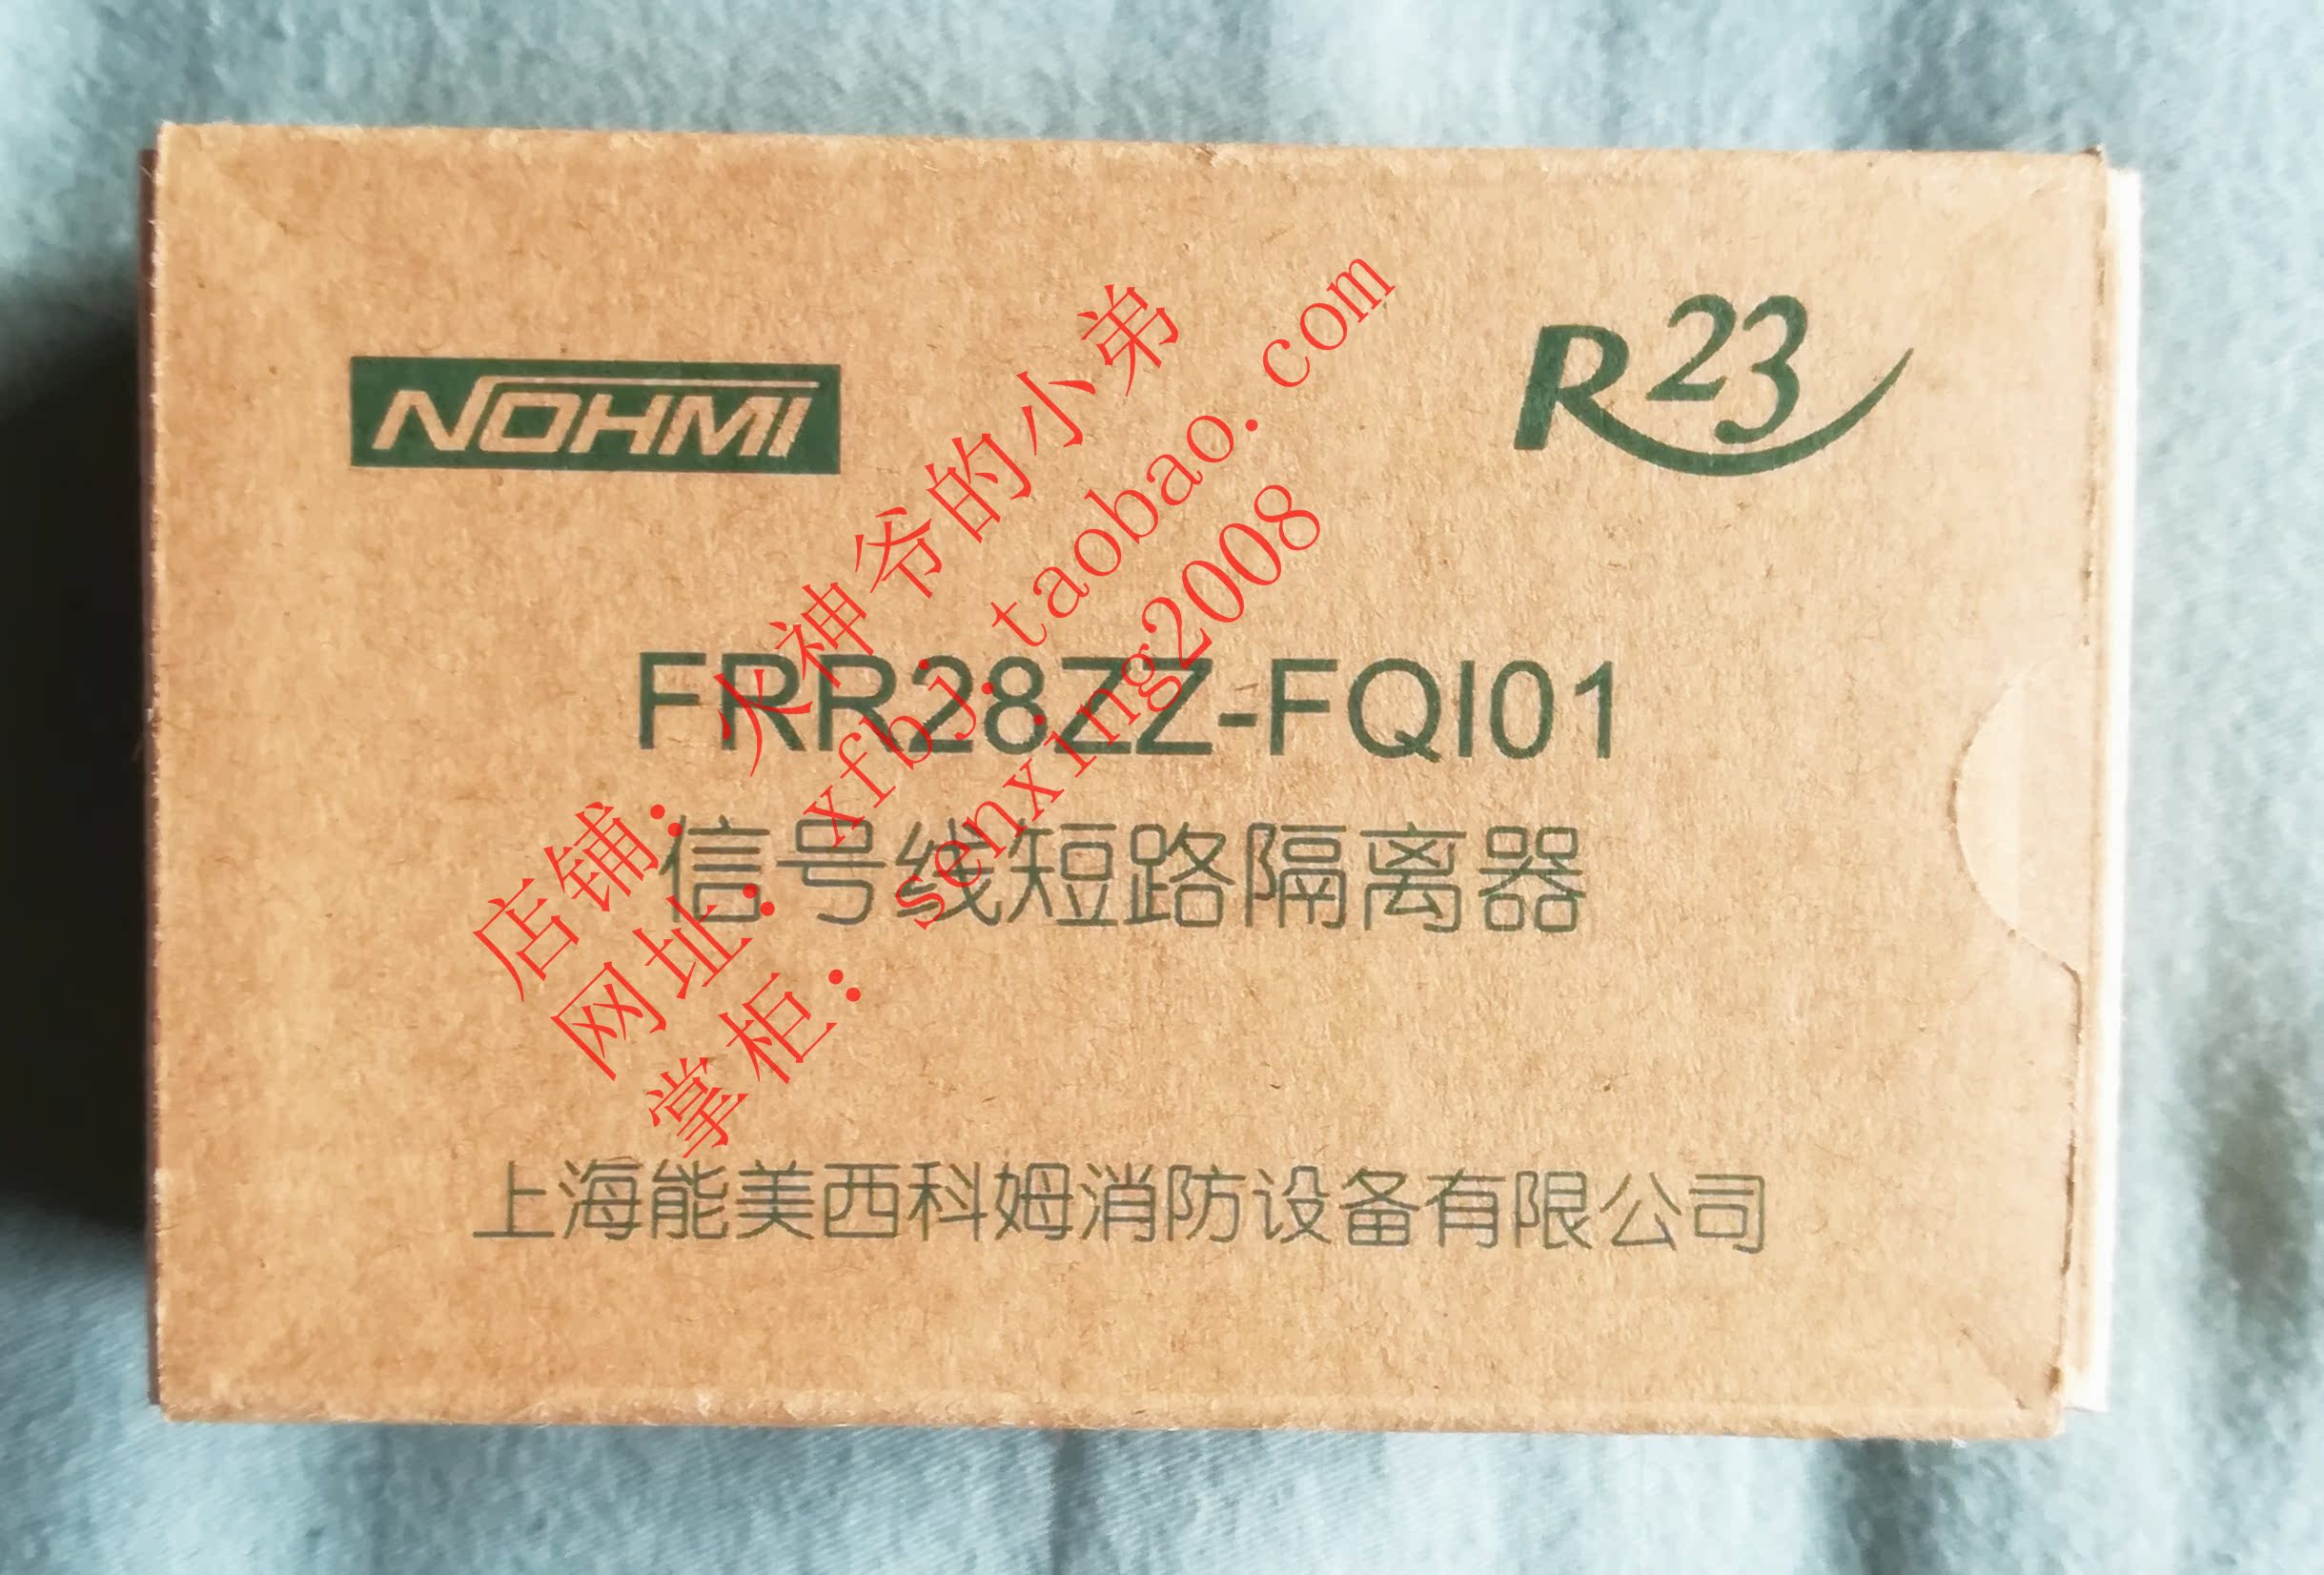 NOHMI
R23
FRR28ZZ-FQI01
信号线短路隔离器
上海能美西科姆消防设备有限公司
店铺：火神爷的小弟
网址：xfbj.taobao.com
掌柜：senxing2008